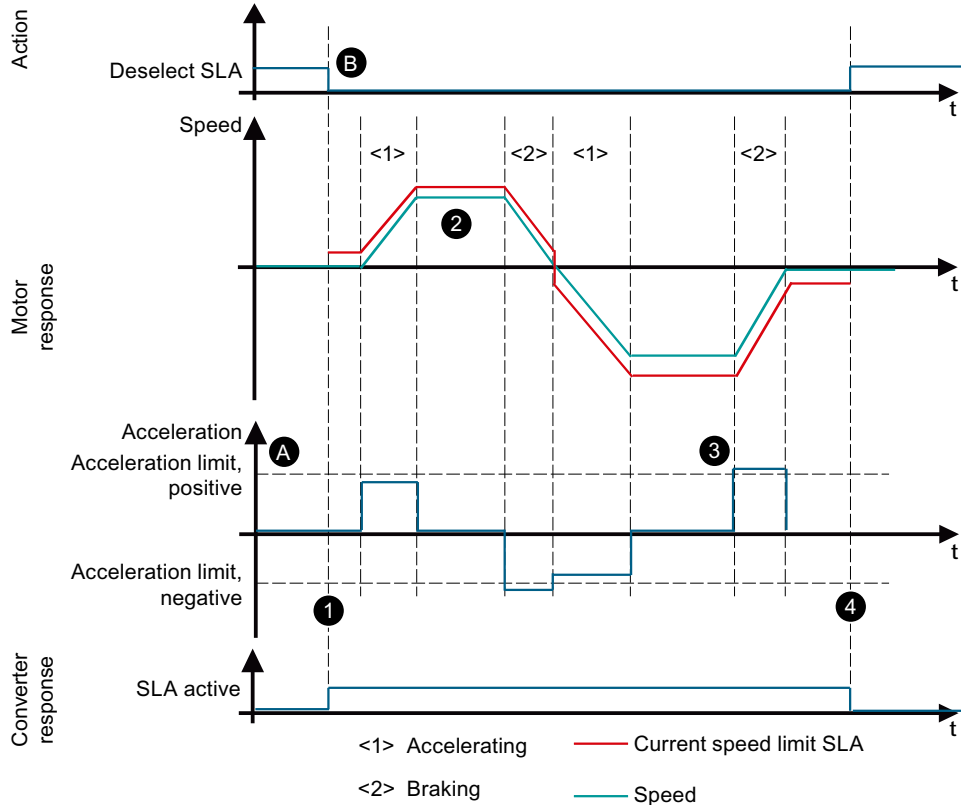 Action
Deselect SLA
B
t
Speed
<1>
<2>
<1>
<2>
2
Motor
response
t
Acceleration
A
Acceleration limit,
positive
3
t
Acceleration limit,
negative
1
4
Converter
response
SLA active
t
<1> Accelerating
Current speed limit SLA
<2> Braking
Speed